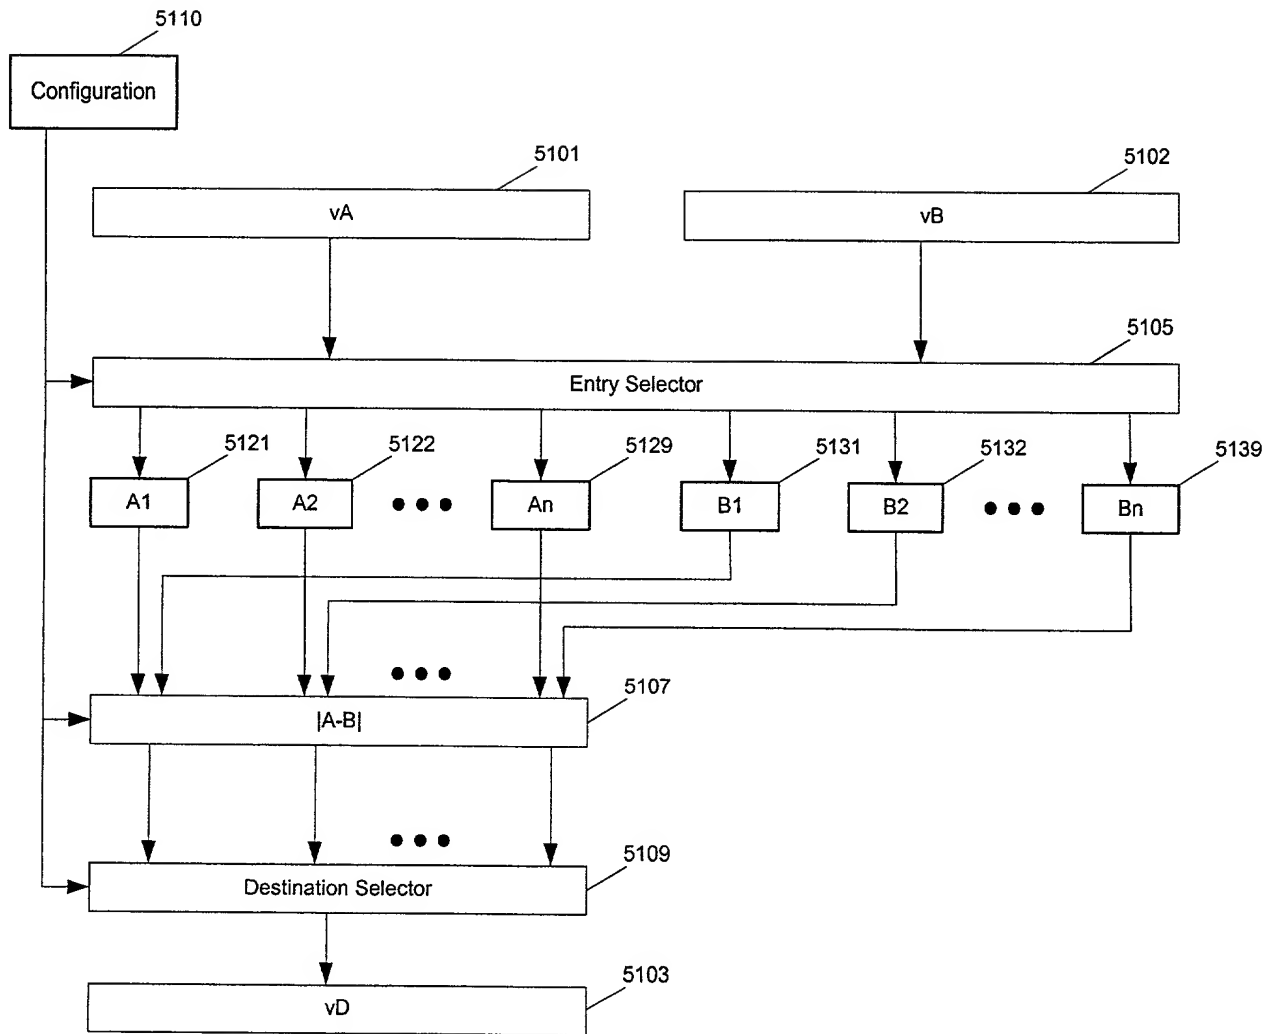 5110
Configuration
5101
5102
vA
vB
5105
Entry Selector
5121
5122
5129
5131
5132
5139
A1
A2
An
B1
B2
Bn
5107
|A-B|
5109
Destination Selector
5103
vD